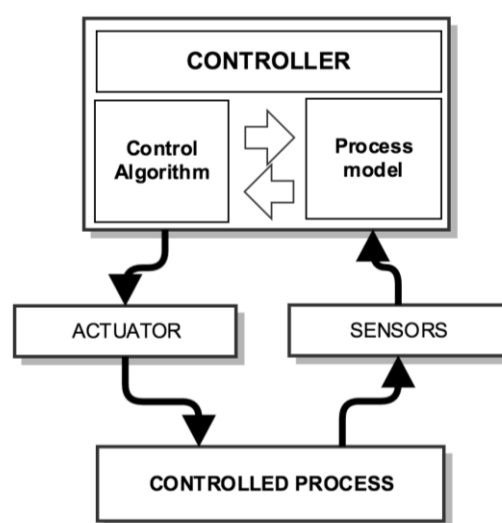 CONTROLLER
Control
Algorithm
Process
model
ACTUATOR
SENSORS
CONTROLLED PROCESS